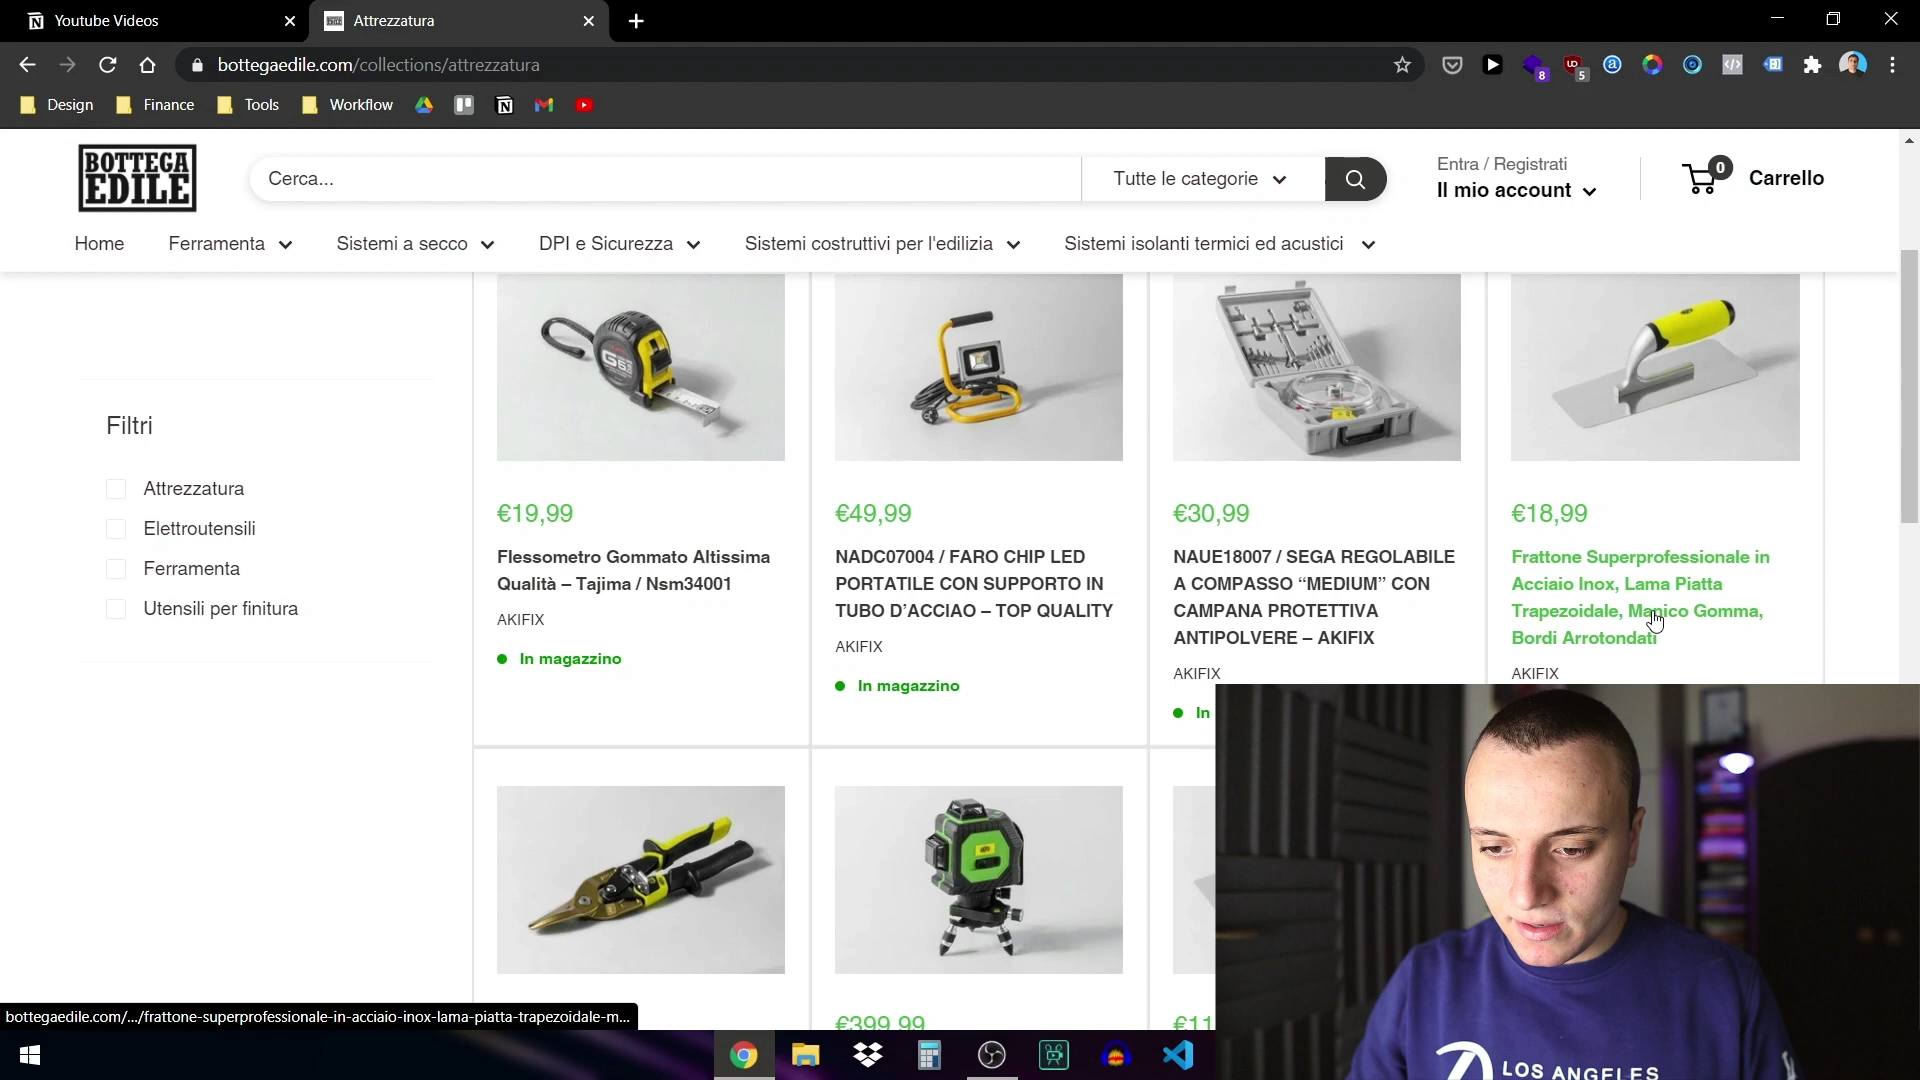 Youtube Videos
Attrezzatura
bottegaedile.com/collections/attrezzatura
8
5
Design
Finance
Tools
Workflow
BOTTEGA
EDILE
Cerca...
Tutte le categorie
Entra / Registrati
Il mio account
0
Carrello
Home
Ferramenta
Sistemi a secco
DPI e Sicurezza
Sistemi costruttivi per l'edilizia
Sistemi isolanti termici ed acustici
Filtri
Attrezzatura
Elettroutensili
Ferramenta
Utensili per finitura
€19,99
Flessometro Gommato Altissima
Qualità – Tajima / Nsm34001
AKIFIX
In magazzino
€49,99
NADC07004 / FARO CHIP LED
PORTATILE CON SUPPORTO IN
TUBO D’ACCIAO – TOP QUALITY
AKIFIX
In magazzino
€30,99
NAUE18007 / SEGA REGOLABILE
A COMPASSO “MEDIUM” CON
CAMPANA PROTETTIVA
ANTIPOLVERE – AKIFIX
AKIFIX
In
€18,99
Frattone Superprofessionale in
Acciaio Inox, Lama Piatta
Trapezoidale, Manico Gomma,
Bordi Arrotondati
AKIFIX
€399,99
€11
bottegaedile.com/.../frattone-superprofessionale-in-acciaio-inox-lama-piatta-trapezoidale-m...
LOS ANGELES